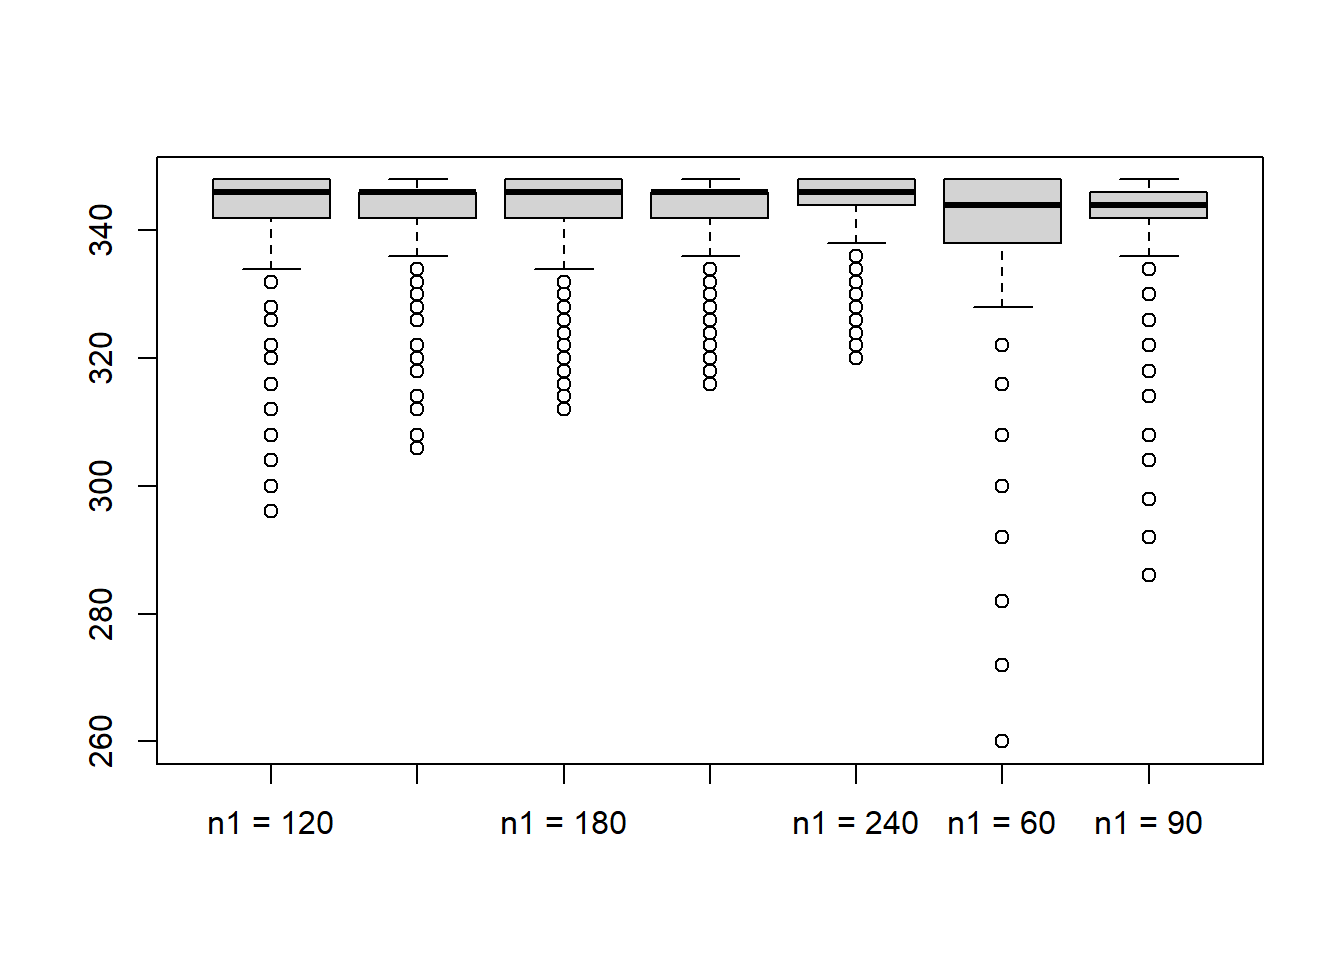 340
320
300
280
260
n1 = 120
n1 = 180
n1 = 240
n1 = 60
n1 = 90